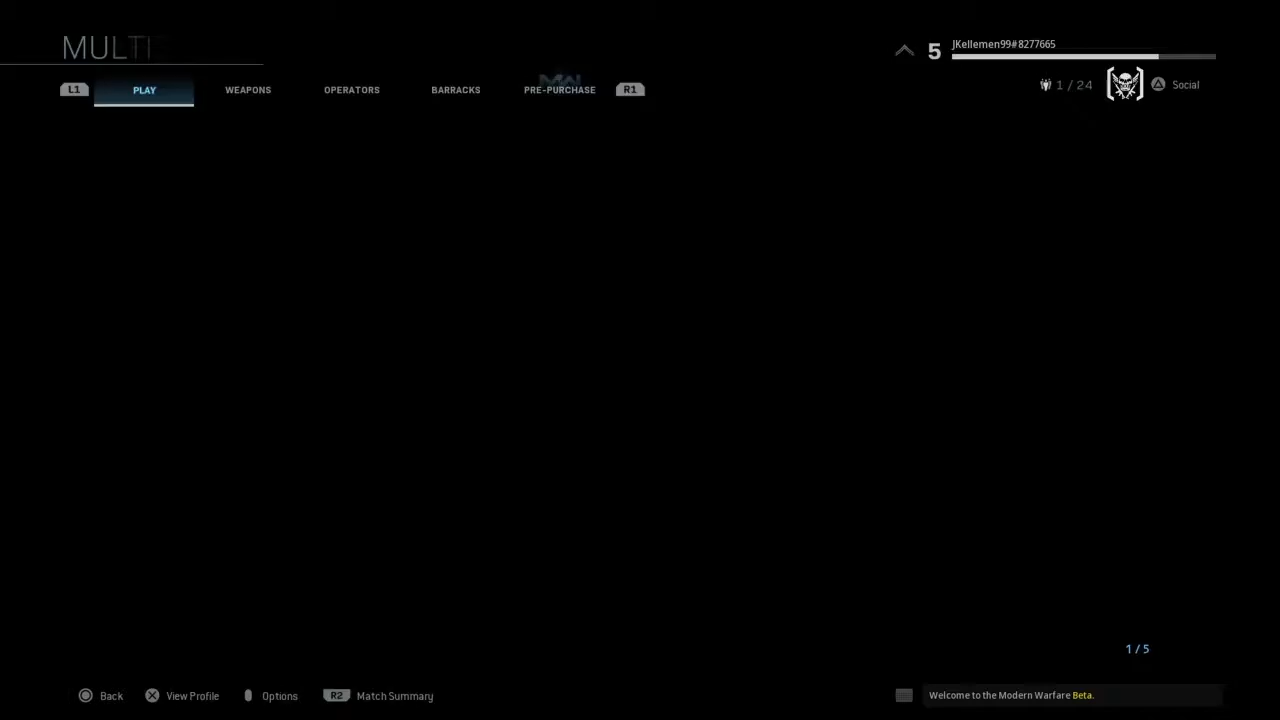 MULTI
5 JKellemen99#8277665
L1 PLAY WEAPONS OPERATORS BARRACKS PRE-PURCHASE R1
1 / 24 Social
1 / 5
Back View Profile Options R2 Match Summary
Welcome to the Modern Warfare Beta.